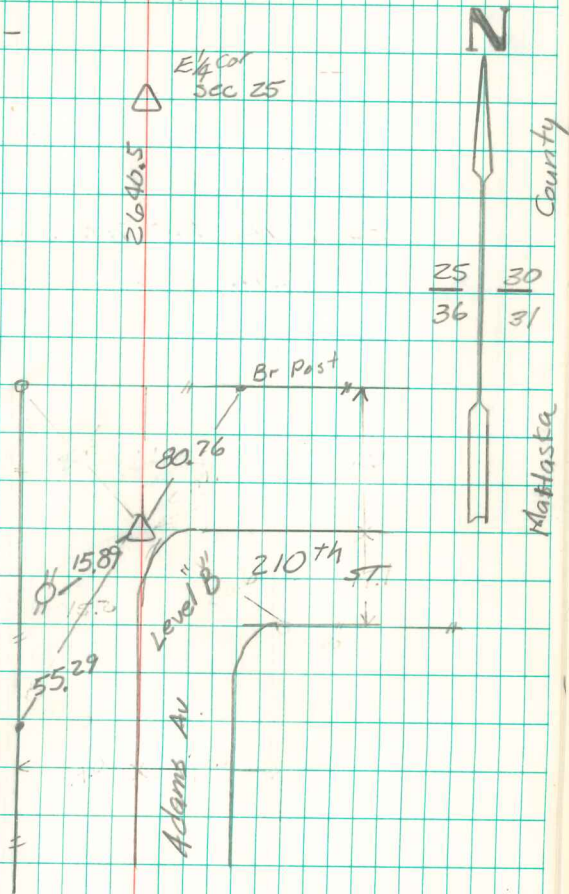 N
E 1/4 Cor
Sec 25
2640.5
County
25 30
36 31
Br Post
80.76
Mahaska
15.89
210th ST.
Level "B"
55.29
Adams Av